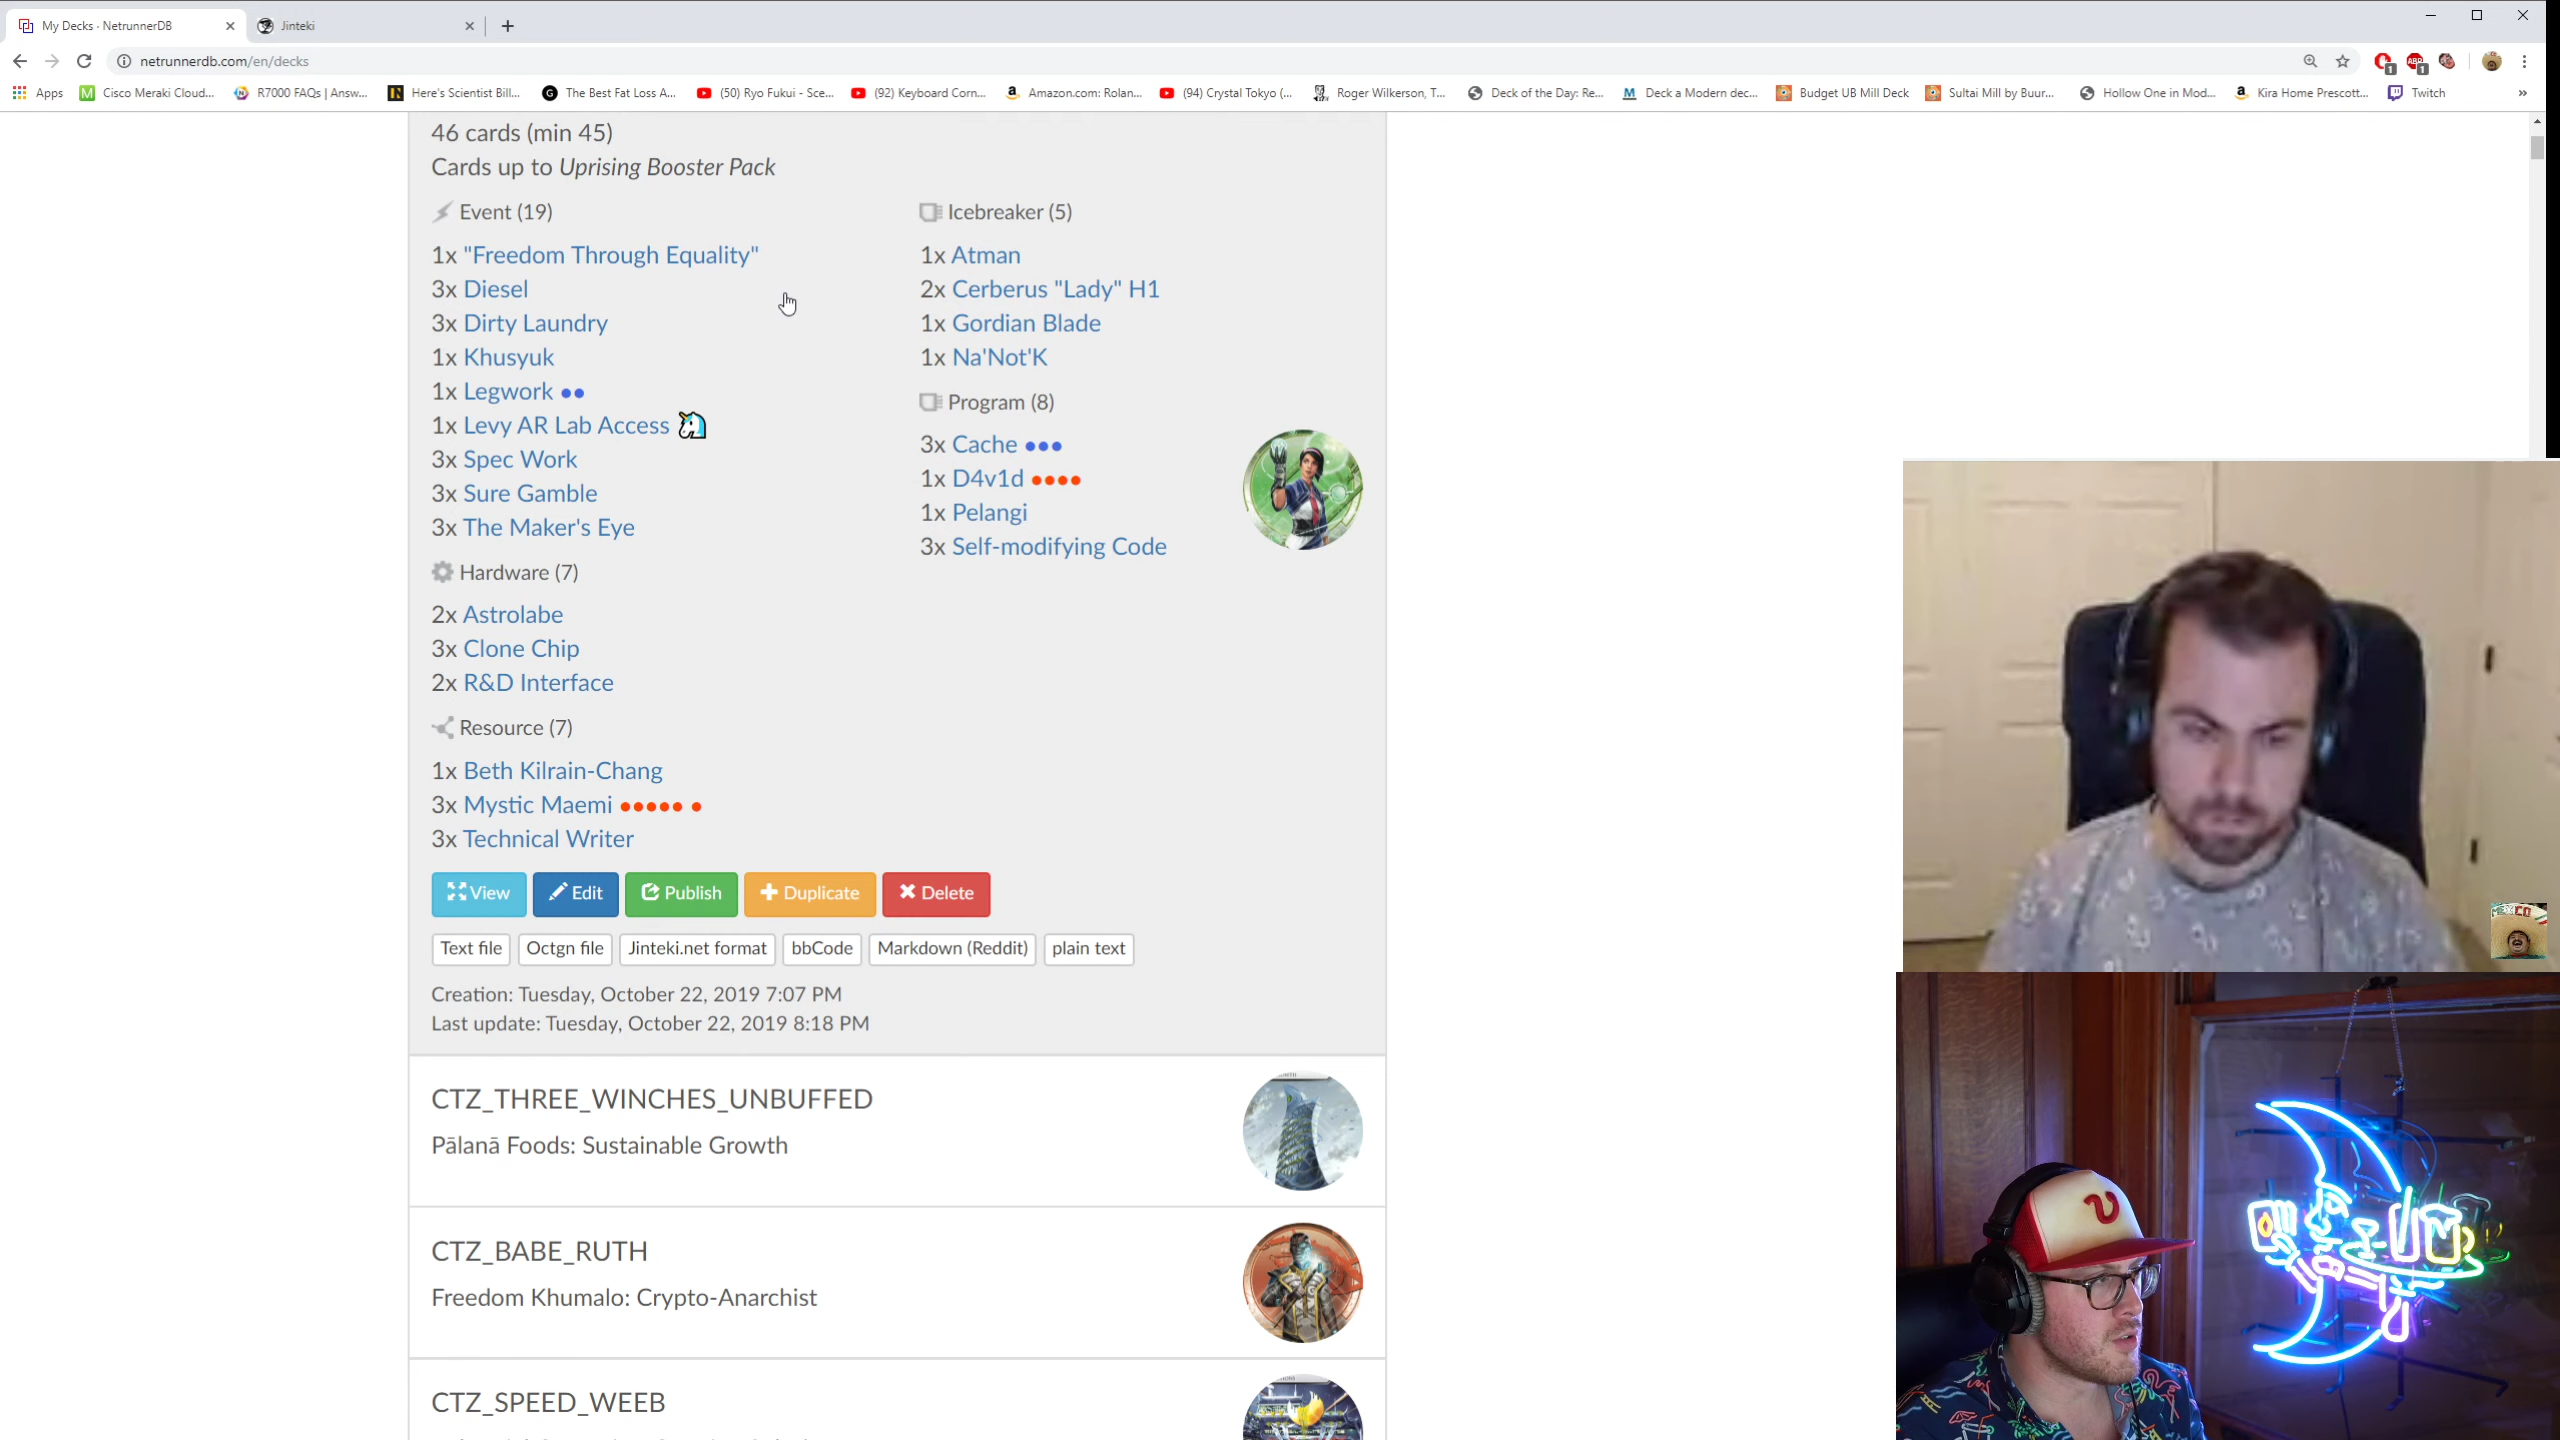 My Decks · NetrunnerDB
Jinteki
netrunnerdb.com/en/decks
Apps
Cisco Meraki Cloud...
R7000 FAQs | Answ...
Here's Scientist Bill...
The Best Fat Loss A...
(50) Ryo Fukui - Sce...
(92) Keyboard Corn...
Amazon.com: Rolan...
(94) Crystal Tokyo (...
Roger Wilkerson, T...
Deck of the Day: Re...
Deck a Modern dec...
Budget UB Mill Deck
Sultai Mill by Buur...
Hollow One in Mod...
Kira Home Prescott...
Twitch
46 cards (min 45)
Cards up to Uprising Booster Pack
Event (19)
1x "Freedom Through Equality"
3x Diesel
3x Dirty Laundry
1x Khusyuk
1x Legwork ●●
1x Levy AR Lab Access 🦄
3x Spec Work
3x Sure Gamble
3x The Maker's Eye
Hardware (7)
2x Astrolabe
3x Clone Chip
2x R&D Interface
Resource (7)
1x Beth Kilrain-Chang
3x Mystic Maemi ●●●●● ●
3x Technical Writer
Icebreaker (5)
1x Atman
2x Cerberus "Lady" H1
1x Gordian Blade
1x Na'Not'K
Program (8)
3x Cache ●●●
1x D4v1d ●●●●
1x Pelangi
3x Self-modifying Code
View
Edit
Publish
Duplicate
Delete
Text file
Octgn file
Jinteki.net format
bbCode
Markdown (Reddit)
plain text
Creation: Tuesday, October 22, 2019 7:07 PM
Last update: Tuesday, October 22, 2019 8:18 PM
CTZ_THREE_WINCHES_UNBUFFED
Pālanā Foods: Sustainable Growth
CTZ_BABE_RUTH
Freedom Khumalo: Crypto-Anarchist
CTZ_SPEED_WEEB
MEXICO